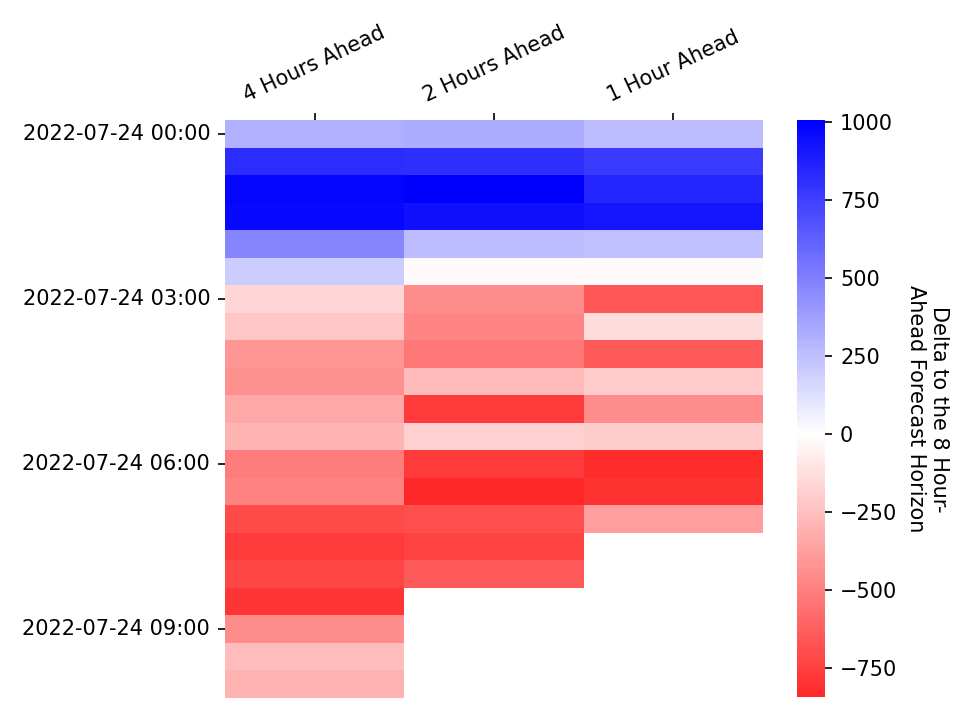 4 Hours Ahead
2 Hours Ahead
1 Hour Ahead
2022-07-24 00:00
2022-07-24 03:00
2022-07-24 06:00
2022-07-24 09:00
1000
750
500
250
0
−250
−500
−750
Delta to the 8 Hour-
Ahead Forecast Horizon